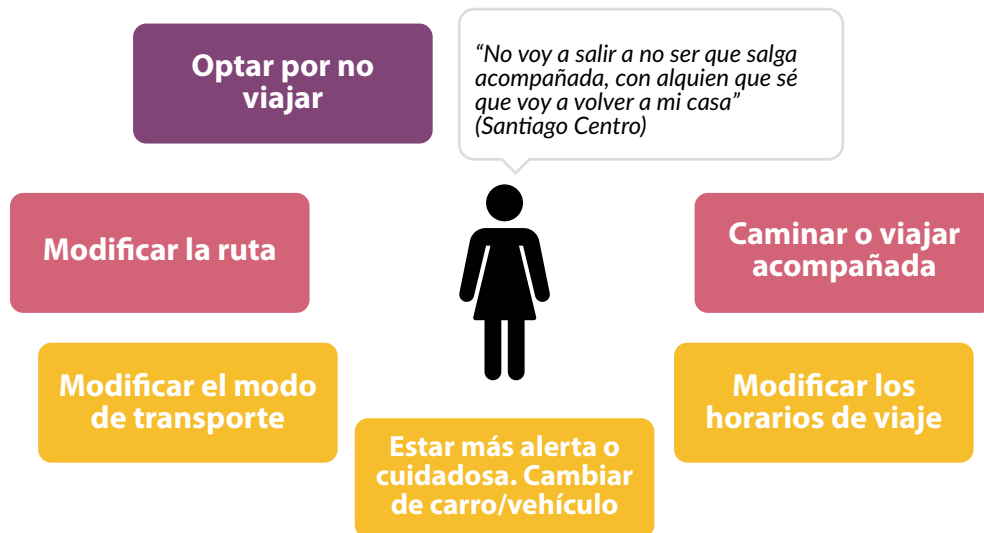 Optar por no
viajar
“No voy a salir a no ser que salga
acompañada, con alquien que sé
que voy a volver a mi casa”
(Santiago Centro)
Modificar la ruta
Caminar o viajar
acompañada
Modificar el modo
de transporte
Modificar los
horarios de viaje
Estar más alerta o
cuidadosa. Cambiar
de carro/vehículo